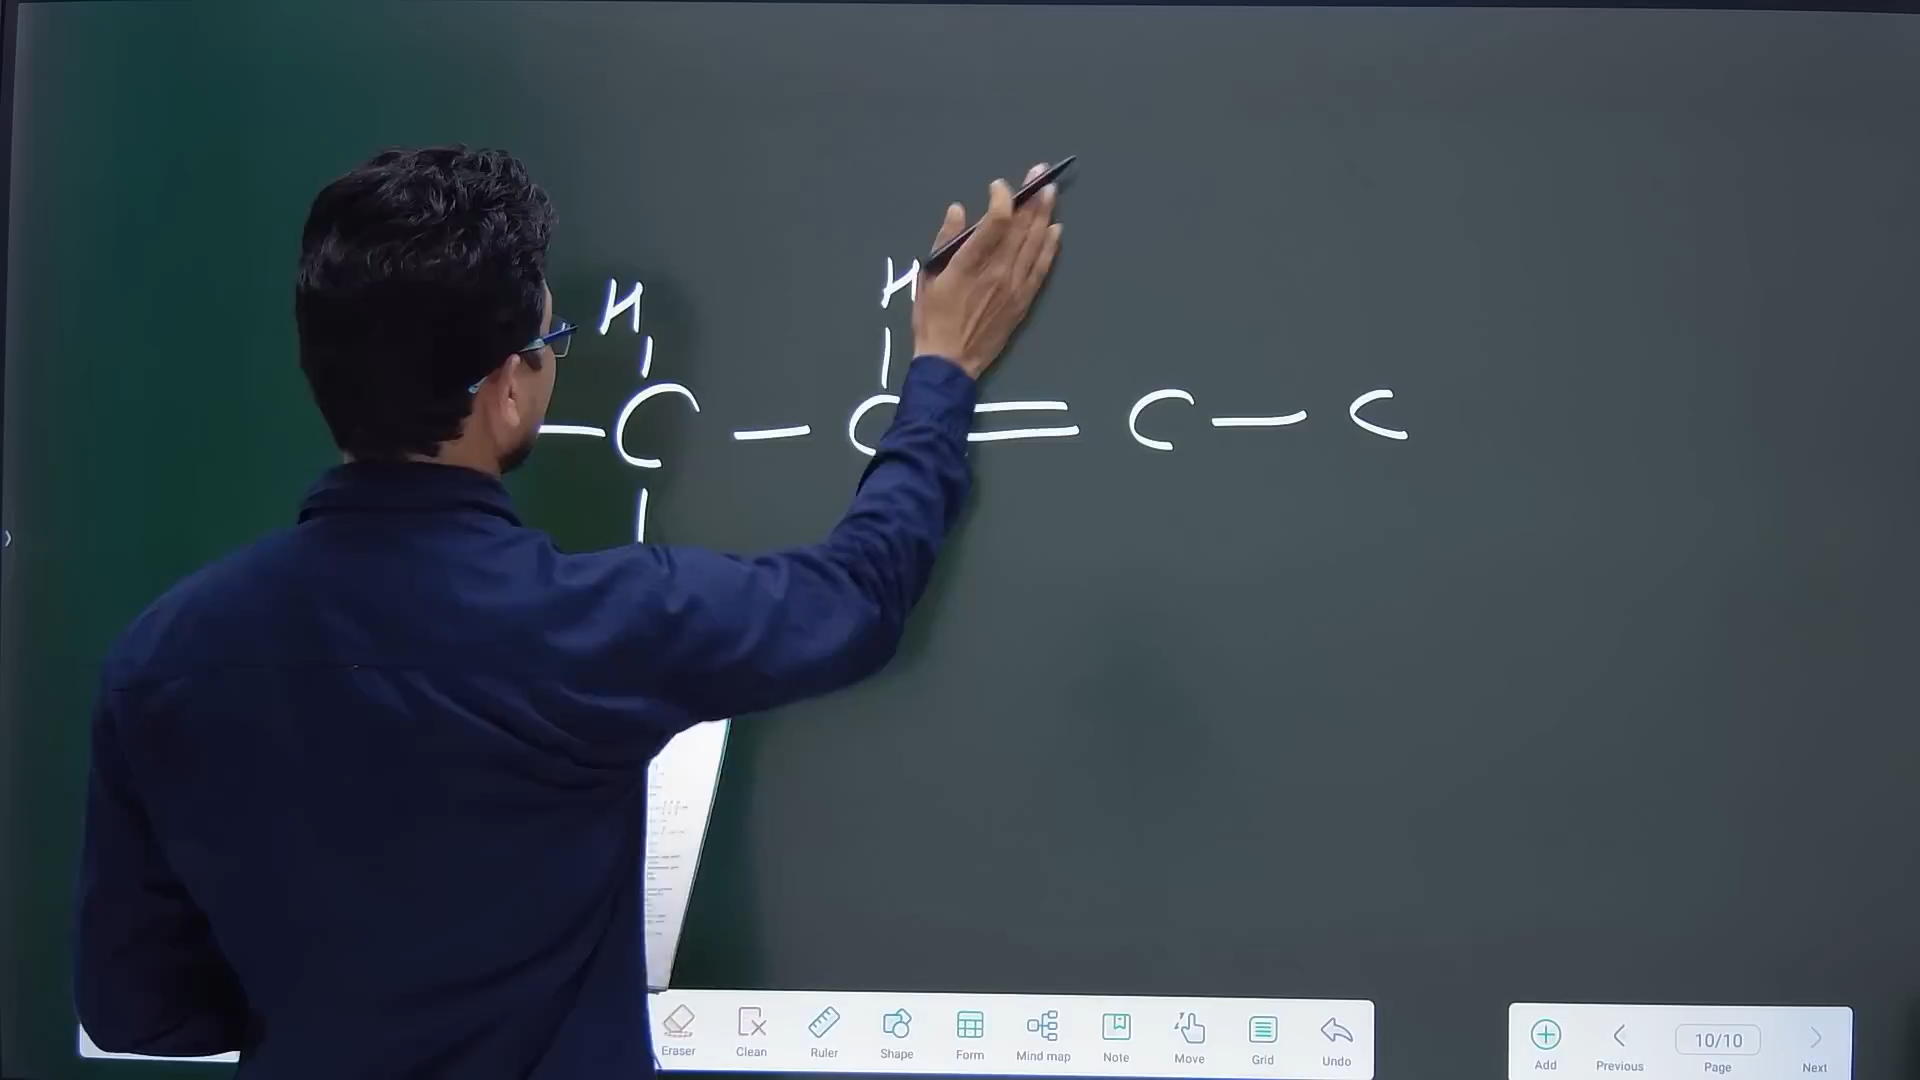 H H
— C — C = C — C
Eraser Clean Ruler Shape Form Mind map Note Move Grid Undo
Add Previous 10/10 Page Next